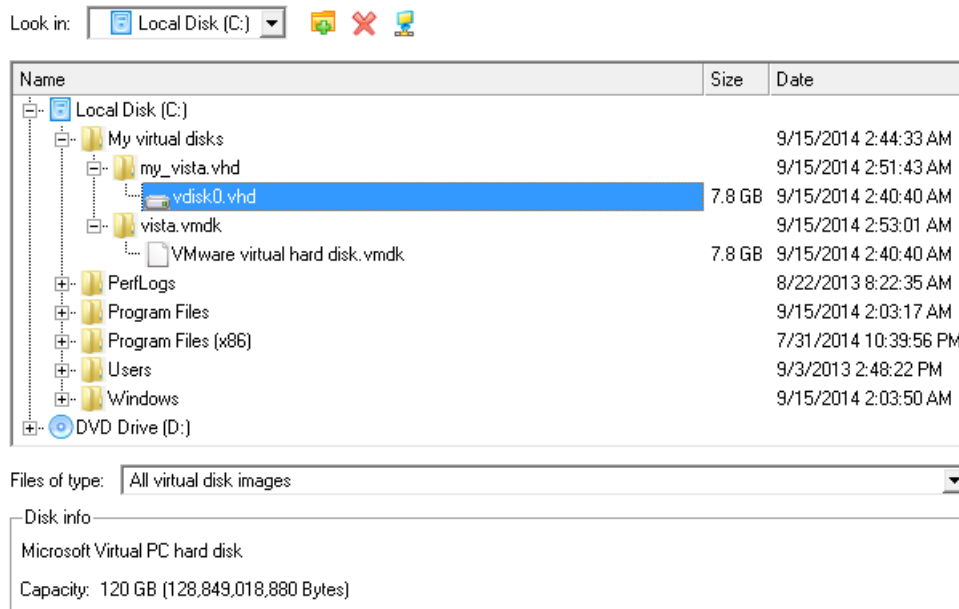 Look in: Local Disk (C:)
Name Size Date
Local Disk (C:)
My virtual disks 9/15/2014 2:44:33 AM
my_vista.vhd 9/15/2014 2:51:43 AM
vdisk0.vhd 7.8 GB 9/15/2014 2:40:40 AM
vista.vmdk 9/15/2014 2:53:01 AM
VMware virtual hard disk.vmdk 7.8 GB 9/15/2014 2:40:40 AM
PerfLogs 8/22/2013 8:22:35 AM
Program Files 9/15/2014 2:03:17 AM
Program Files (x86) 7/31/2014 10:39:56 PM
Users 9/3/2013 2:48:22 PM
Windows 9/15/2014 2:03:50 AM
DVD Drive (D:)
Files of type: All virtual disk images
Disk info
Microsoft Virtual PC hard disk
Capacity: 120 GB (128,849,018,880 Bytes)